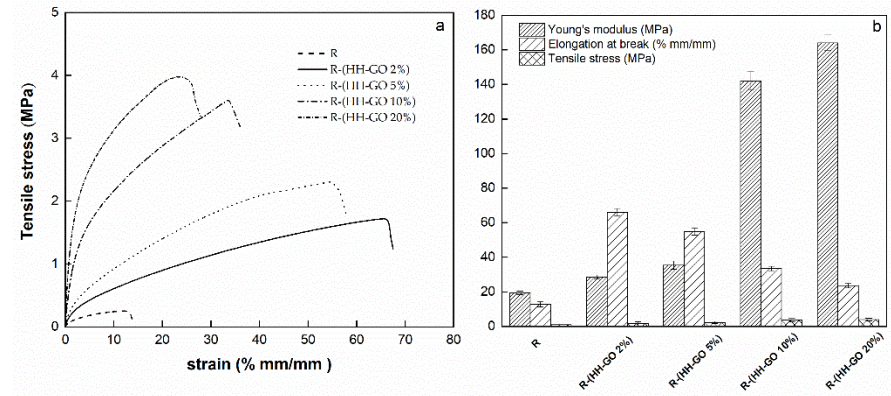 a
R
R-(HH-GO 2%)
R-(HH-GO 5%)
R-(HH-GO 10%)
R-(HH-GO 20%)
Tensile stress (MPa)
5
4
3
2
1
0
0 10 20 30 40 50 60 70 80
strain (% mm/mm )
b
Young's modulus (MPa)
Elongation at break (% mm/mm)
Tensile stress (MPa)
180
160
140
120
100
80
60
40
20
0
R
R-(HH-GO 2%)
R-(HH-GO 5%)
R-(HH-GO 10%)
R-(HH-GO 20%)